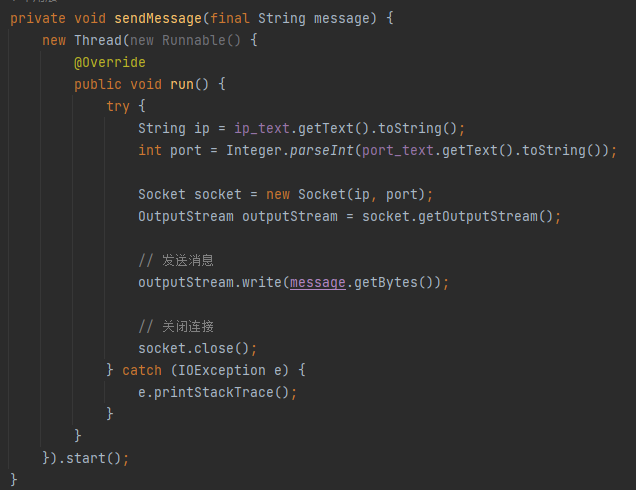 private void sendMessage(final String message) {
new Thread(new Runnable() {
@Override
public void run() {
try {
String ip = ip_text.getText().toString();
int port = Integer.parseInt(port_text.getText().toString());
Socket socket = new Socket(ip, port);
OutputStream outputStream = socket.getOutputStream();
// 发送消息
outputStream.write(message.getBytes());
// 关闭连接
socket.close();
} catch (IOException e) {
e.printStackTrace();
}
}
}).start();
}